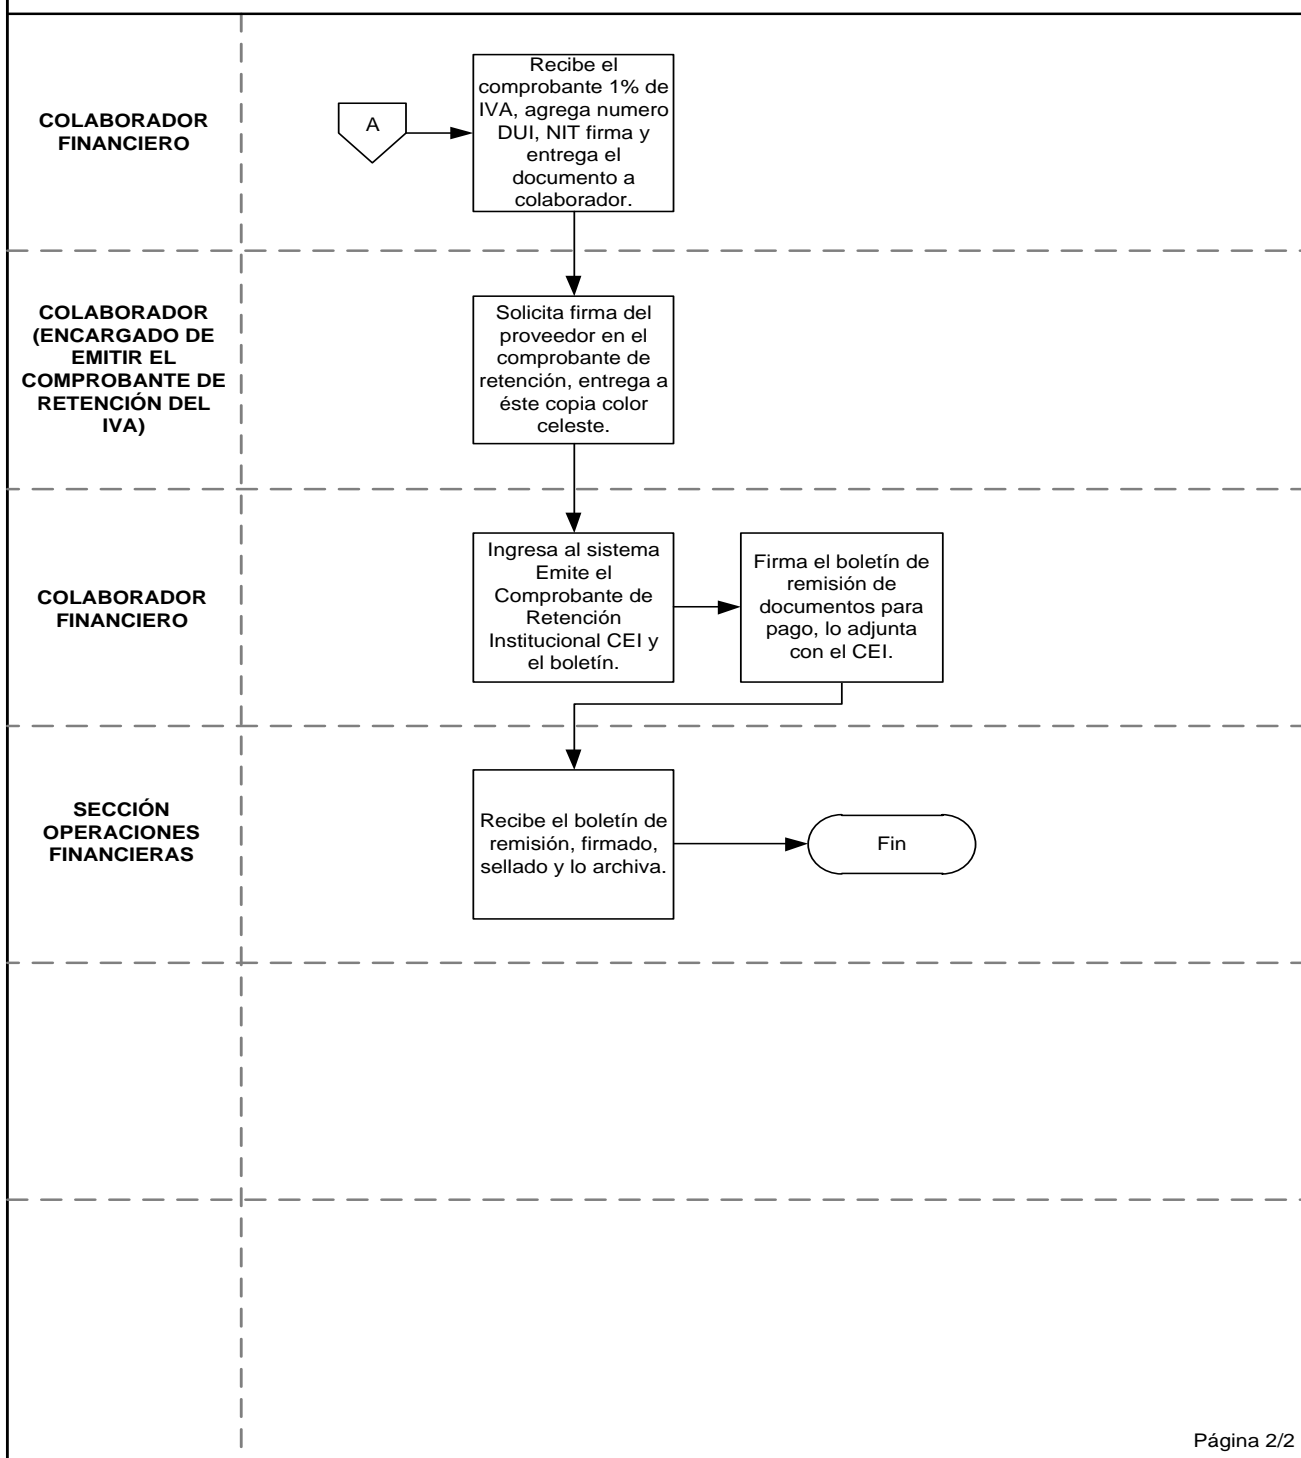 COLABORADOR
FINANCIERO
A
Recibe el
comprobante 1% de
IVA, agrega numero
DUI, NIT firma y
entrega el
documento a
colaborador.
COLABORADOR
(ENCARGADO DE
EMITIR EL
COMPROBANTE DE
RETENCIÓN DEL
IVA)
Solicita firma del
proveedor en el
comprobante de
retención, entrega a
éste copia color
celeste.
COLABORADOR
FINANCIERO
Ingresa al sistema
Emite el
Comprobante de
Retención
Institucional CEI y
el boletín.
Firma el boletín de
remisión de
documentos para
pago, lo adjunta
con el CEI.
SECCIÓN
OPERACIONES
FINANCIERAS
Recibe el boletín de
remisión, firmado,
sellado y lo archiva.
Fin
Página 2/2